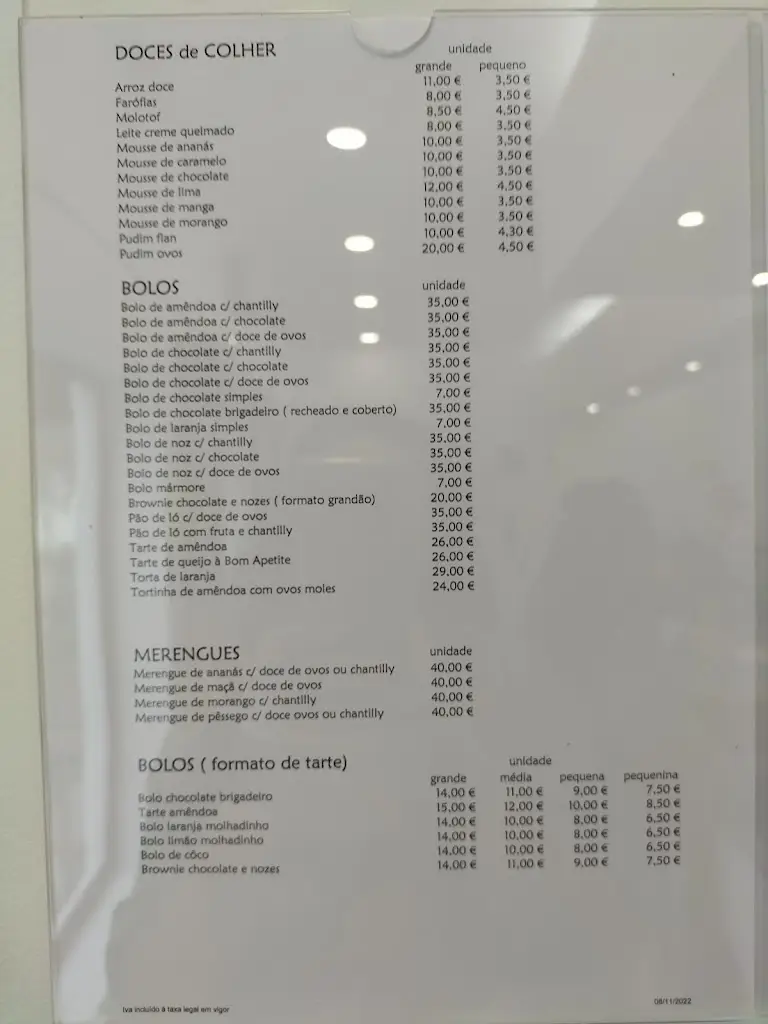 DOCES de COLHER unidade
grande pequeno
Arroz doce 11,00 € 3,50 €
Farófias 8,00 € 3,50 €
Molotof 8,50 € 4,50 €
Leite creme queimado 8,00 € 3,50 €
Mousse de ananás 10,00 € 3,50 €
Mousse de caramelo 10,00 € 3,50 €
Mousse de chocolate 10,00 € 3,50 €
Mousse de lima 12,00 € 4,50 €
Mousse de manga 10,00 € 3,50 €
Mousse de morango 10,00 € 3,50 €
Pudim flan 10,00 € 4,30 €
Pudim ovos 20,00 € 4,50 €
BOLOS unidade
Bolo de amêndoa c/ chantilly 35,00 €
Bolo de amêndoa c/ chocolate 35,00 €
Bolo de amêndoa c/ doce de ovos 35,00 €
Bolo de chocolate c/ chantilly 35,00 €
Bolo de chocolate c/ chocolate 35,00 €
Bolo de chocolate c/ doce de ovos 35,00 €
Bolo de chocolate simples 7,00 €
Bolo de chocolate brigadeiro ( recheado e coberto) 35,00 €
Bolo de laranja simples 7,00 €
Bolo de noz c/ chantilly 35,00 €
Bolo de noz c/ chocolate 35,00 €
Bolo de noz c/ doce de ovos 35,00 €
Bolo mármore 7,00 €
Brownie chocolate e nozes ( formato grandão) 20,00 €
Pão de ló c/ doce de ovos 35,00 €
Pão de ló com fruta e chantilly 35,00 €
Tarte de amêndoa 26,00 €
Tarte de queijo à Bom Apetite 26,00 €
Torta de laranja 29,00 €
Tortinha de amêndoa com ovos moles 24,00 €
MERENGUES unidade
Merengue de ananás c/ doce de ovos ou chantilly 40,00 €
Merengue de maçã c/ doce de ovos 40,00 €
Merengue de morango c/ chantilly 40,00 €
Merengue de pêssego c/ doce de ovos ou chantilly 40,00 €
BOLOS ( formato de tarte) unidade
grande média pequena pequenina
Bolo chocolate brigadeiro 14,00 € 11,00 € 9,00 € 7,50 €
Tarte amêndoa 15,00 € 12,00 € 10,00 € 8,50 €
Bolo laranja molhadinho 14,00 € 10,00 € 8,00 € 6,50 €
Bolo limão molhadinho 14,00 € 10,00 € 8,00 € 6,50 €
Bolo de côco 14,00 € 10,00 € 8,00 € 6,50 €
Brownie chocolate e nozes 14,00 € 11,00 € 9,00 € 7,50 €
Iva incluído à taxa legal em vigor 08/11/2022